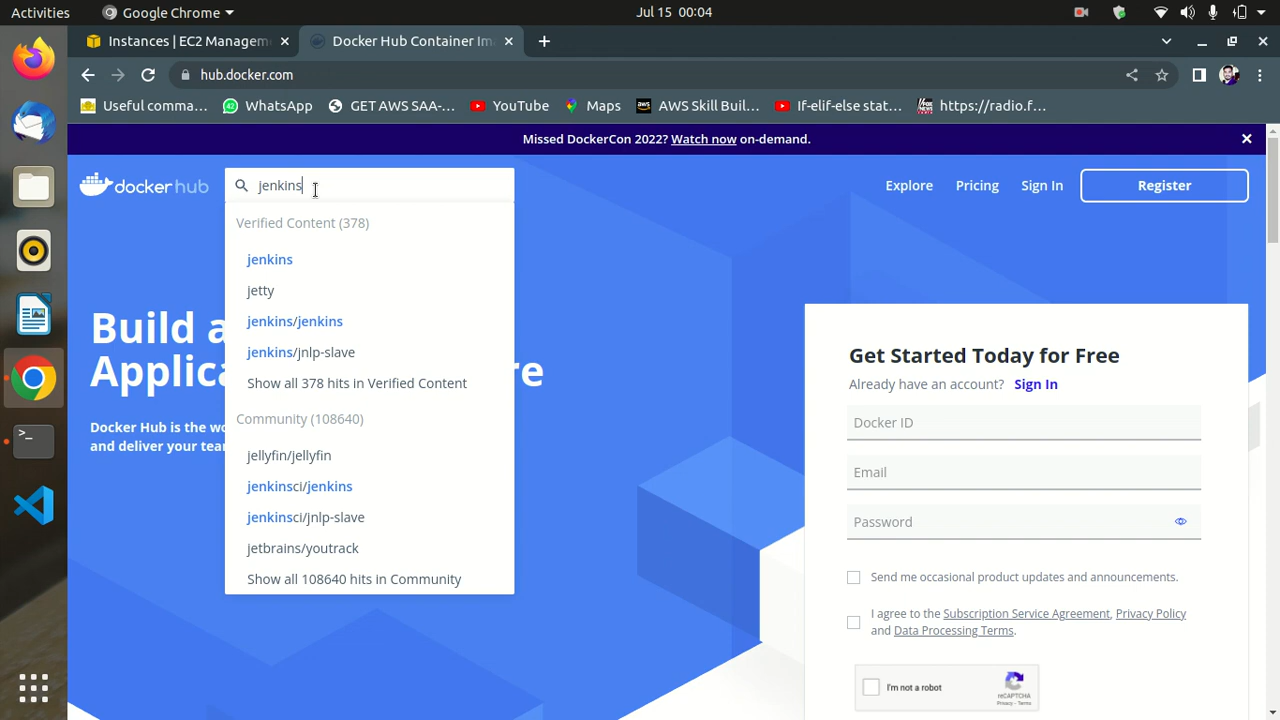 Activities
Google Chrome
Jul 15 00:04
Instances | EC2 Managem
Docker Hub Container Im
hub.docker.com
Useful comma...
WhatsApp
GET AWS SAA-...
YouTube
Maps
AWS Skill Buil...
If-elif-else stat...
https://radio.f...
Missed DockerCon 2022? Watch now on-demand.
docker hub
jenkins
Explore
Pricing
Sign In
Register
Verified Content (378)
jenkins
jetty
jenkins/jenkins
jenkins/jnlp-slave
Show all 378 hits in Verified Content
Community (108640)
jellyfin/jellyfin
jenkinsci/jenkins
jenkinsci/jnlp-slave
jetbrains/youtrack
Show all 108640 hits in Community
Build a
Applica re
Docker Hub is the wo
and deliver your tea
Get Started Today for Free
Already have an account? Sign In
Docker ID
Email
Password
Send me occasional product updates and announcements.
I agree to the Subscription Service Agreement, Privacy Policy
and Data Processing Terms.
I'm not a robot
reCAPTCHA
Privacy - Terms